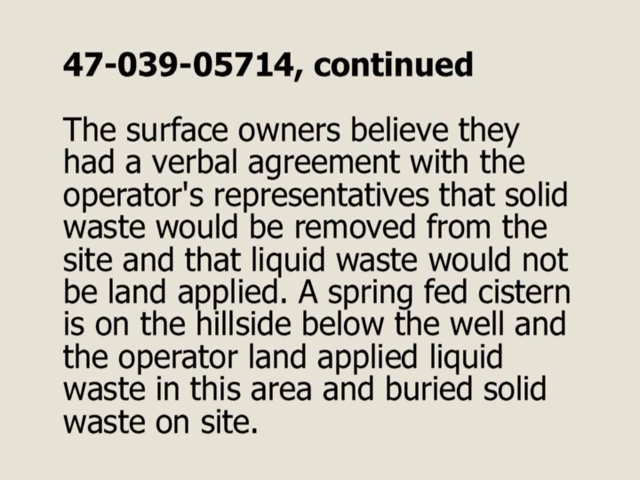 47-039-05714, continued
The surface owners believe they
had a verbal agreement with the
operator's representatives that solid
waste would be removed from the
site and that liquid waste would not
be land applied. A spring fed cistern
is on the hillside below the well and
the operator land applied liquid
waste in this area and buried solid
waste on site.